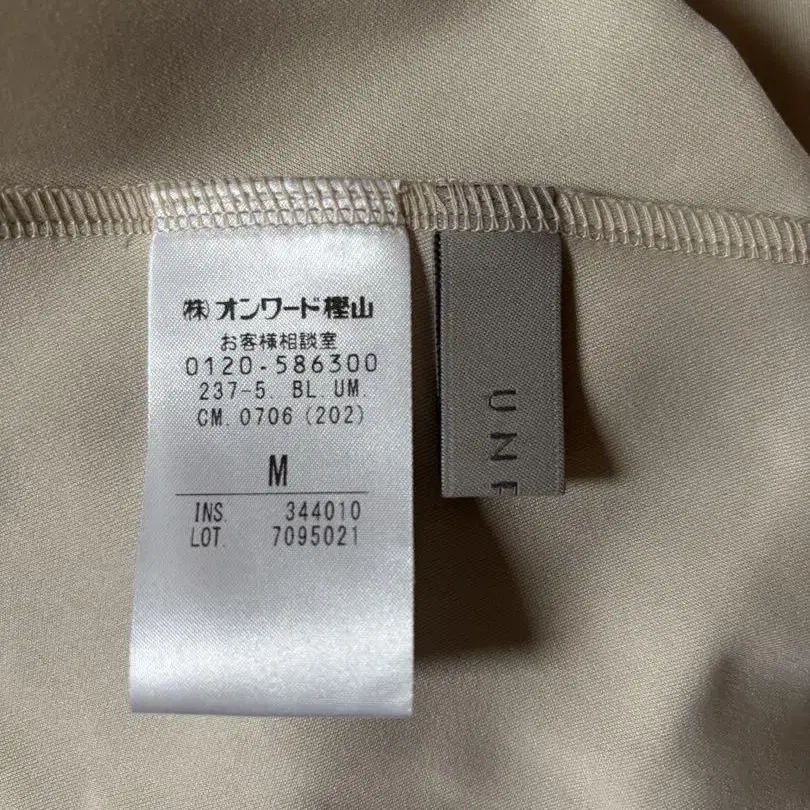 ㈱オンワード樫山
お客様相談室
0120-586300
237-5. BL. UM.
CM. 0706 (202)
M
INS. 344010
LOT. 7095021
UNF